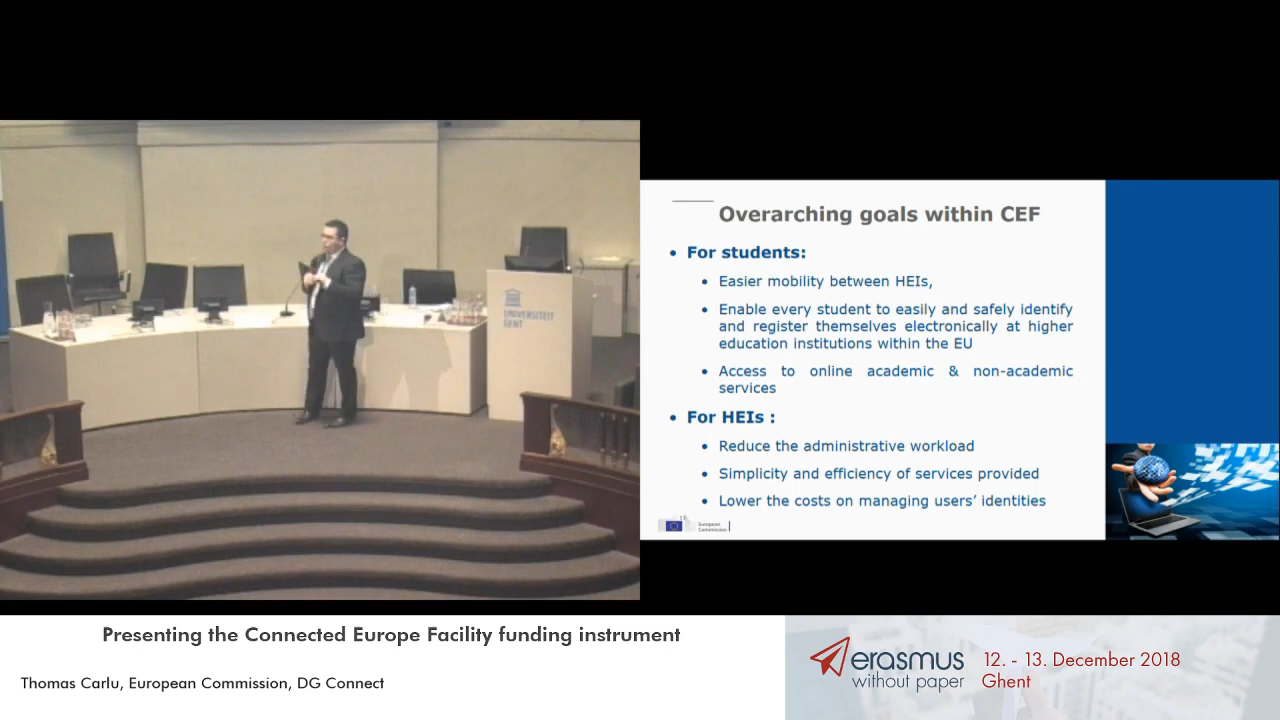 UNIVERSITEIT
GENT
Overarching goals within CEF
• For students:
• Easier mobility between HEIs,
• Enable every student to easily and safely identify
and register themselves electronically at higher
education institutions within the EU
• Access to online academic & non-academic
services
• For HEIs :
• Reduce the administrative workload
• Simplicity and efficiency of services provided
• Lower the costs on managing users' identities
European
Commission
Presenting the Connected Europe Facility funding instrument
Thomas Carlu, European Commission, DG Connect
erasmus
without paper
12. - 13. December 2018
Ghent